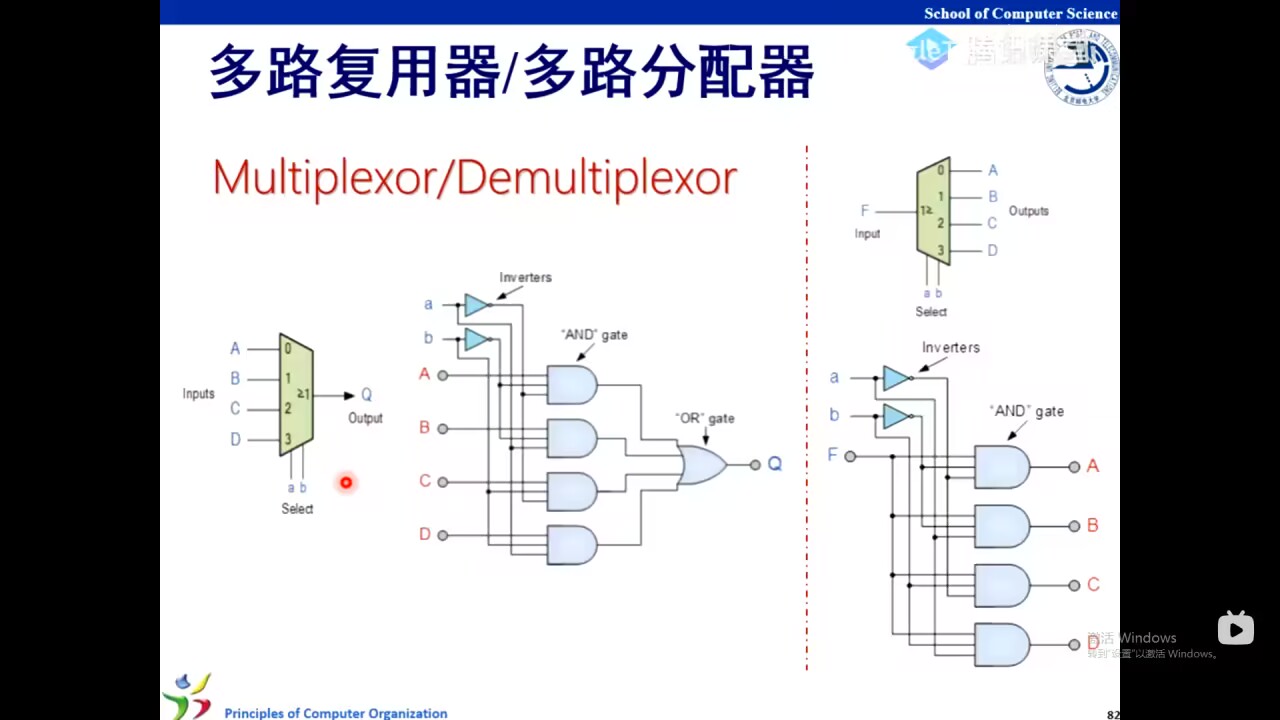 School of Computer Science
多路复用器/多路分配器
Multiplexor/Demultiplexor
A
B
C
D
Inputs
0
1
2
3
≥1
Q
Output
a b
Select
Inverters
a
b
"AND" gate
A
B
C
D
"OR" gate
Q
F
Input
1≥
0
1
2
3
A
B
C
D
Outputs
a b
Select
Inverters
a
b
F
"AND" gate
A
B
C
D
激活 Windows
转到"设置"以激活 Windows。
Principles of Computer Organization
82